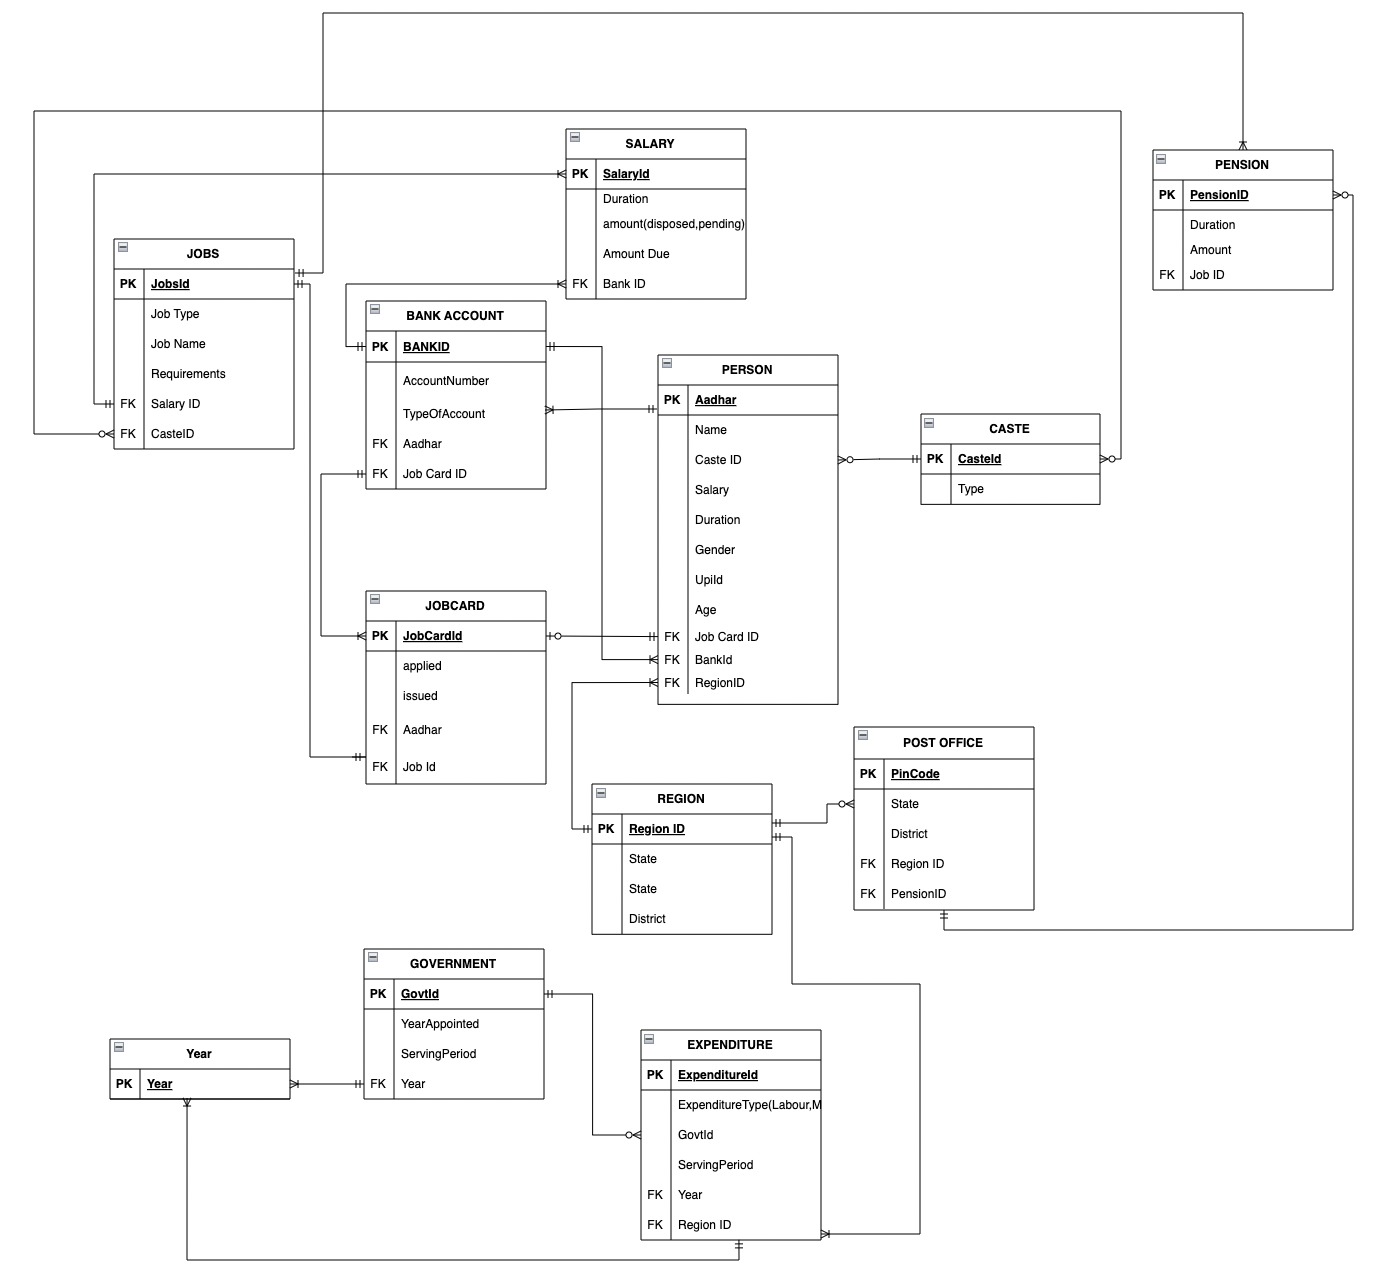 SALARY
PK SalaryId
Duration
amount(disposed,pending)
Amount Due
FK Bank ID
PENSION
PK PensionID
Duration
Amount
FK Job ID
JOBS
PK JobsId
Job Type
Job Name
Requirements
FK Salary ID
FK CasteID
BANK ACCOUNT
PK BANKID
AccountNumber
TypeOfAccount
FK Aadhar
FK Job Card ID
PERSON
PK Aadhar
Name
Caste ID
Salary
Duration
Gender
UpiId
Age
FK Job Card ID
FK BankId
FK RegionID
CASTE
PK CasteId
Type
JOBCARD
PK JobCardId
applied
issued
FK Aadhar
FK Job Id
POST OFFICE
PK PinCode
State
District
FK Region ID
FK PensionID
REGION
PK Region ID
State
State
District
GOVERNMENT
PK GovtId
YearAppointed
ServingPeriod
FK Year
Year
PK Year
EXPENDITURE
PK ExpenditureId
ExpenditureType(Labour,M
GovtId
ServingPeriod
FK Year
FK Region ID